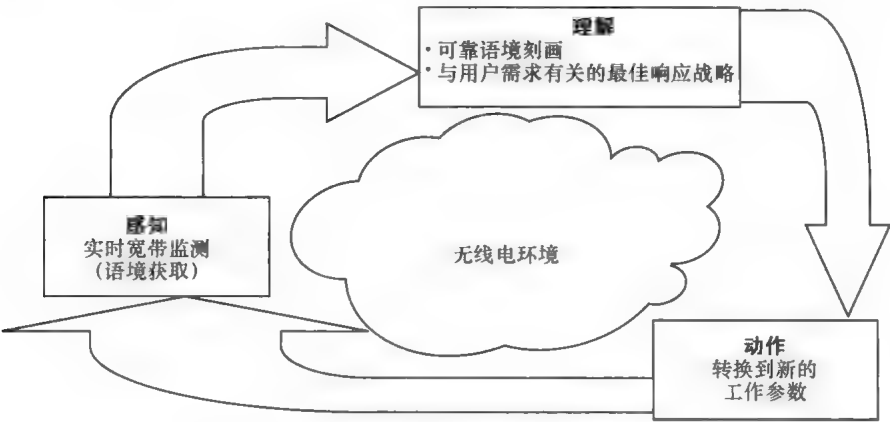 理解
·可靠语境刻画
·与用户需求有关的最佳响应战略
感知
实时宽带监测
(语境获取)
无线电环境
动作
转换到新的
工作参数